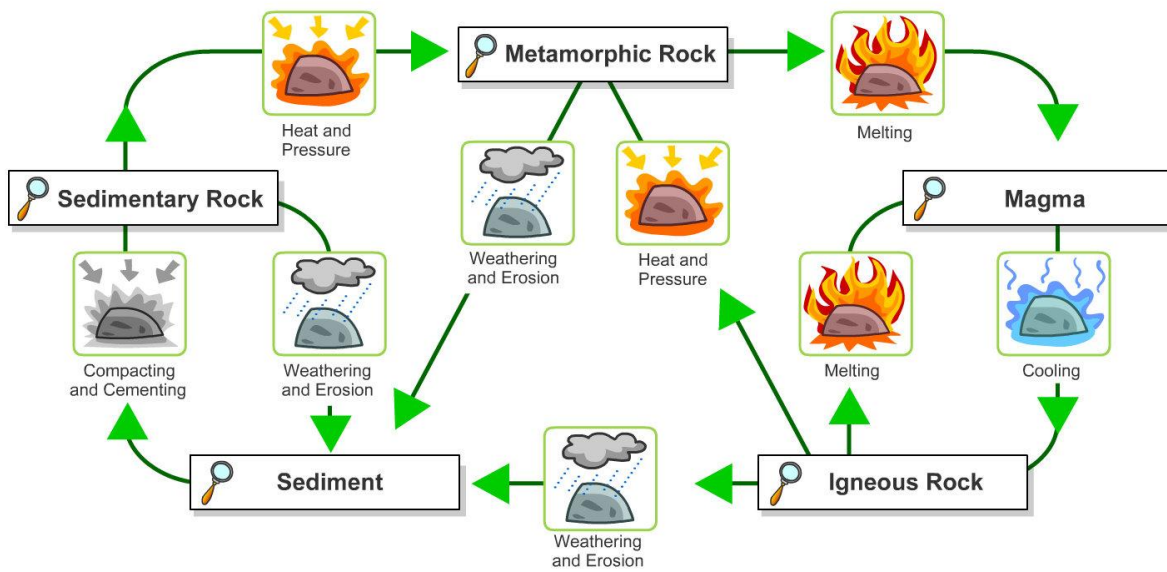 Metamorphic Rock
Heat and
Pressure
Melting
Sedimentary Rock
Magma
Weathering
and Erosion
Heat and
Pressure
Compacting
and Cementing
Weathering
and Erosion
Melting
Cooling
Sediment
Igneous Rock
Weathering
and Erosion